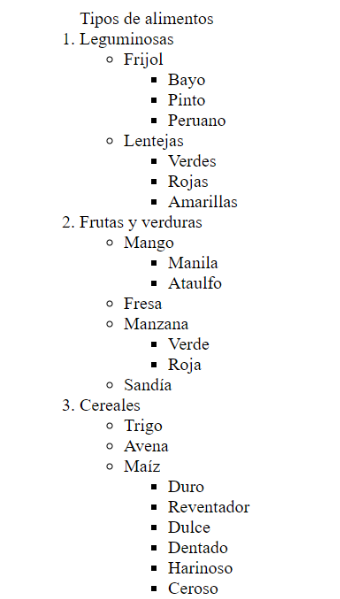 Tipos de alimentos
1. Leguminosas
Frijol
Bayo
Pinto
Peruano
Lentejas
Verdes
Rojas
Amarillas
2. Frutas y verduras
Mango
Manila
Ataulfo
Fresa
Manzana
Verde
Roja
Sandía
3. Cereales
Trigo
Avena
Maíz
Duro
Reventador
Dulce
Dentado
Harinoso
Ceroso